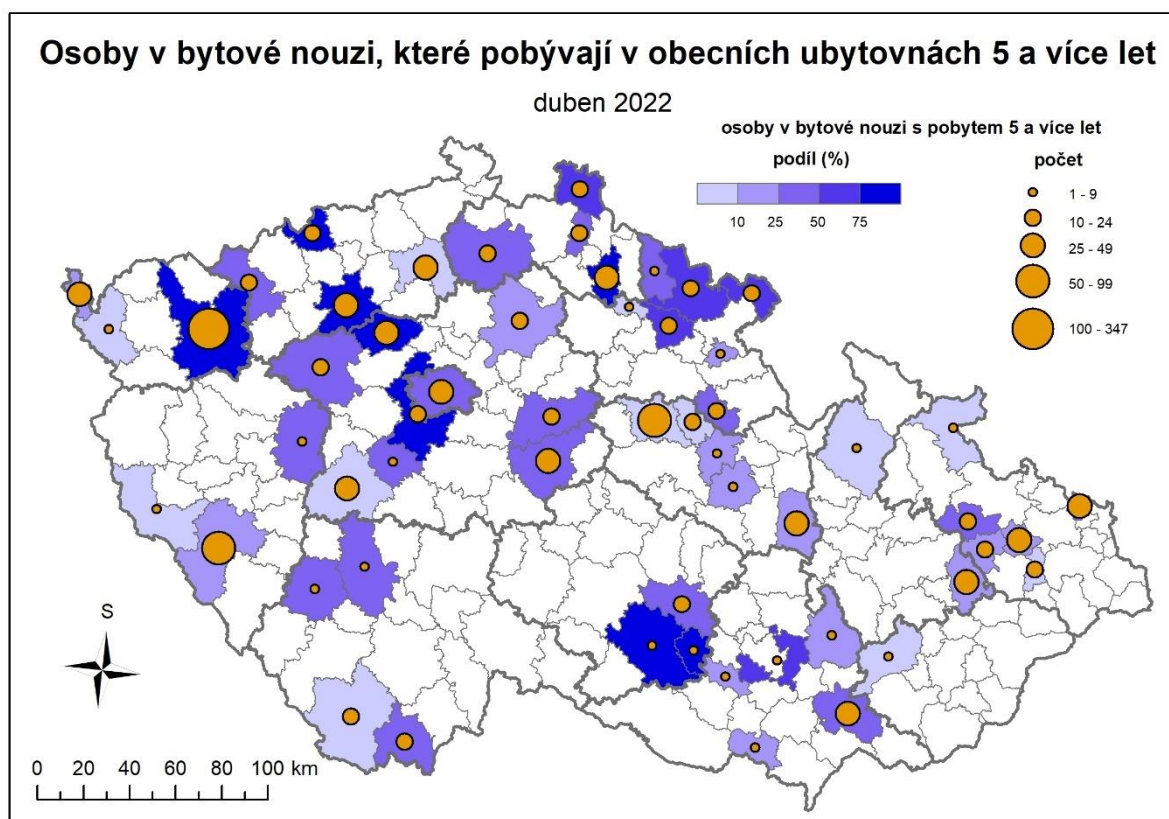 Osoby v bytové nouzi, které pobývají v obecních ubytovnách 5 a více let
duben 2022
osoby v bytové nouzi s pobytem 5 a více let
podíl (%)
10 25 50 75
počet
1 - 9
10 - 24
25 - 49
50 - 99
100 - 347
S
0 20 40 60 80 100 km